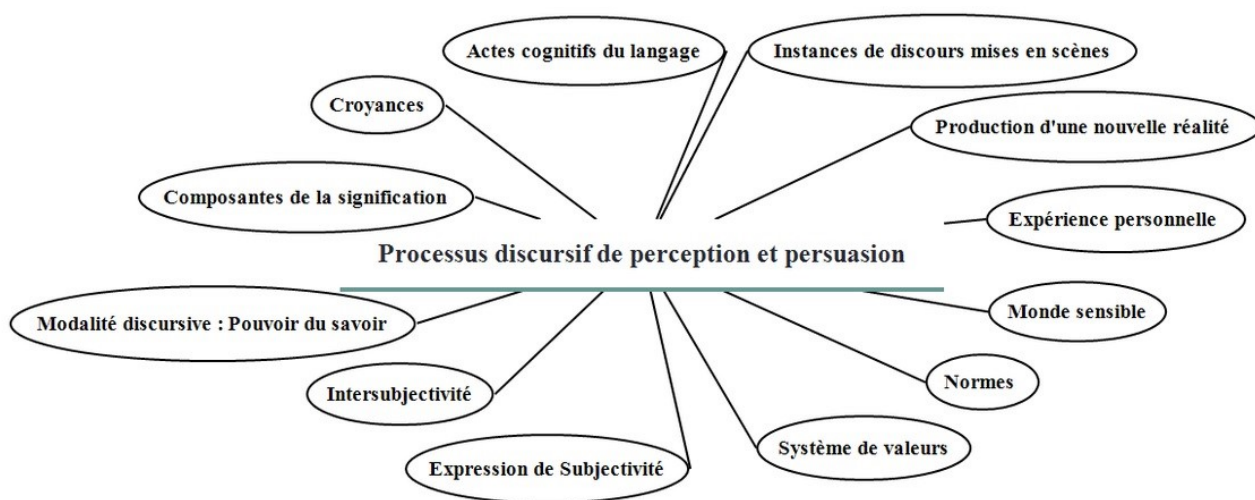 Actes cognitifs du langage
Instances de discours mises en scènes
Croyances
Production d'une nouvelle réalité
Composantes de la signification
Expérience personnelle
Processus discursif de perception et persuasion
Monde sensible
Modalité discursive : Pouvoir du savoir
Normes
Intersubjectivité
Système de valeurs
Expression de Subjectivité